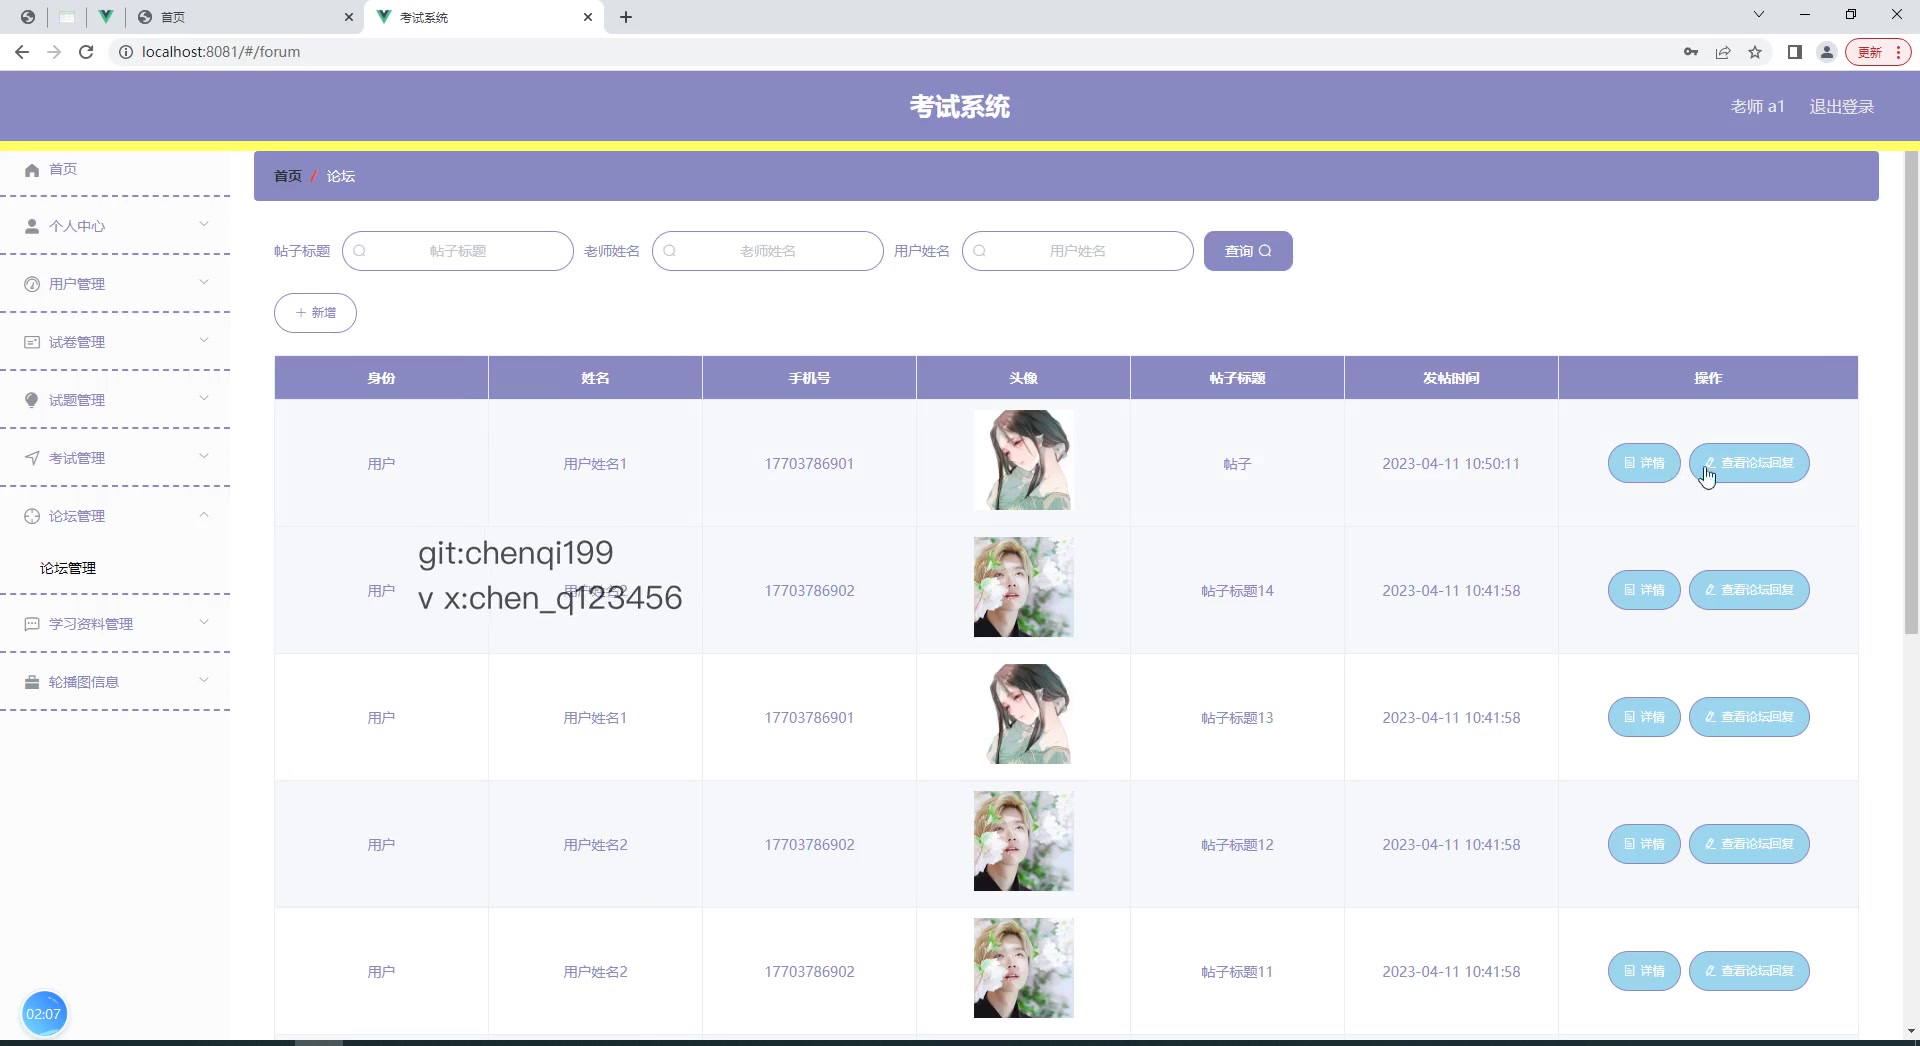 首页
考试系统
localhost:8081/#/forum
更新
考试系统
老师 a1
退出登录
首页
个人中心
用户管理
试卷管理
试题管理
考试管理
论坛管理
论坛管理
学习资料管理
轮播图信息
首页 / 论坛
帖子标题 帖子标题 老师姓名 老师姓名 用户姓名 用户姓名 查询
+ 新增
身份 姓名 手机号 头像 帖子标题 发帖时间 操作
用户 用户姓名1 17703786901 帖子 2023-04-11 10:50:11 详情 查看论坛回复
git:chenqi199
用户 用户姓名2 17703786902 帖子标题14 2023-04-11 10:41:58 详情 查看论坛回复
v x:chen_q123456
用户 用户姓名1 17703786901 帖子标题13 2023-04-11 10:41:58 详情 查看论坛回复
用户 用户姓名2 17703786902 帖子标题12 2023-04-11 10:41:58 详情 查看论坛回复
用户 用户姓名2 17703786902 帖子标题11 2023-04-11 10:41:58 详情 查看论坛回复
02:07